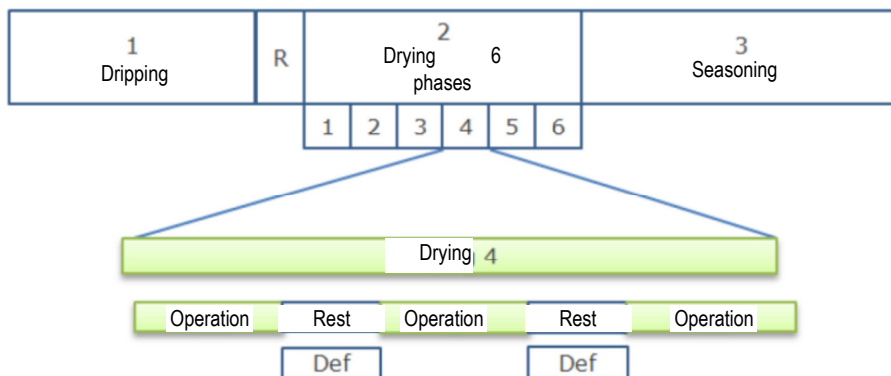 1
Dripping
R
2
Drying 6
phases
3
Seasoning
1 2 3 4 5 6
Drying 4
Operation Rest Operation Rest Operation
Def Def